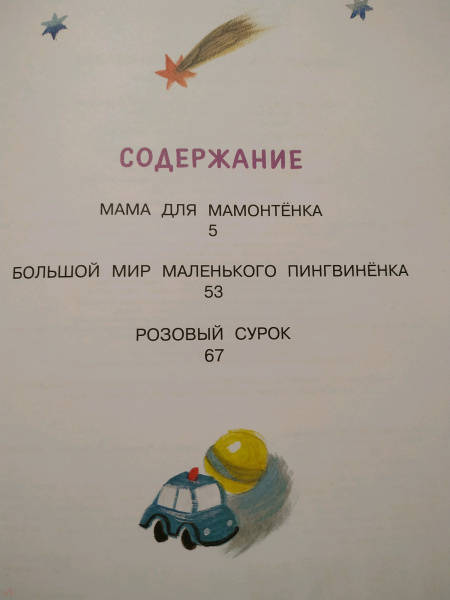 СОДЕРЖАНИЕ
МАМА ДЛЯ МАМОНТЁНКА
5
БОЛЬШОЙ МИР МАЛЕНЬКОГО ПИНГВИНЁНКА
53
РОЗОВЫЙ СУРОК
67